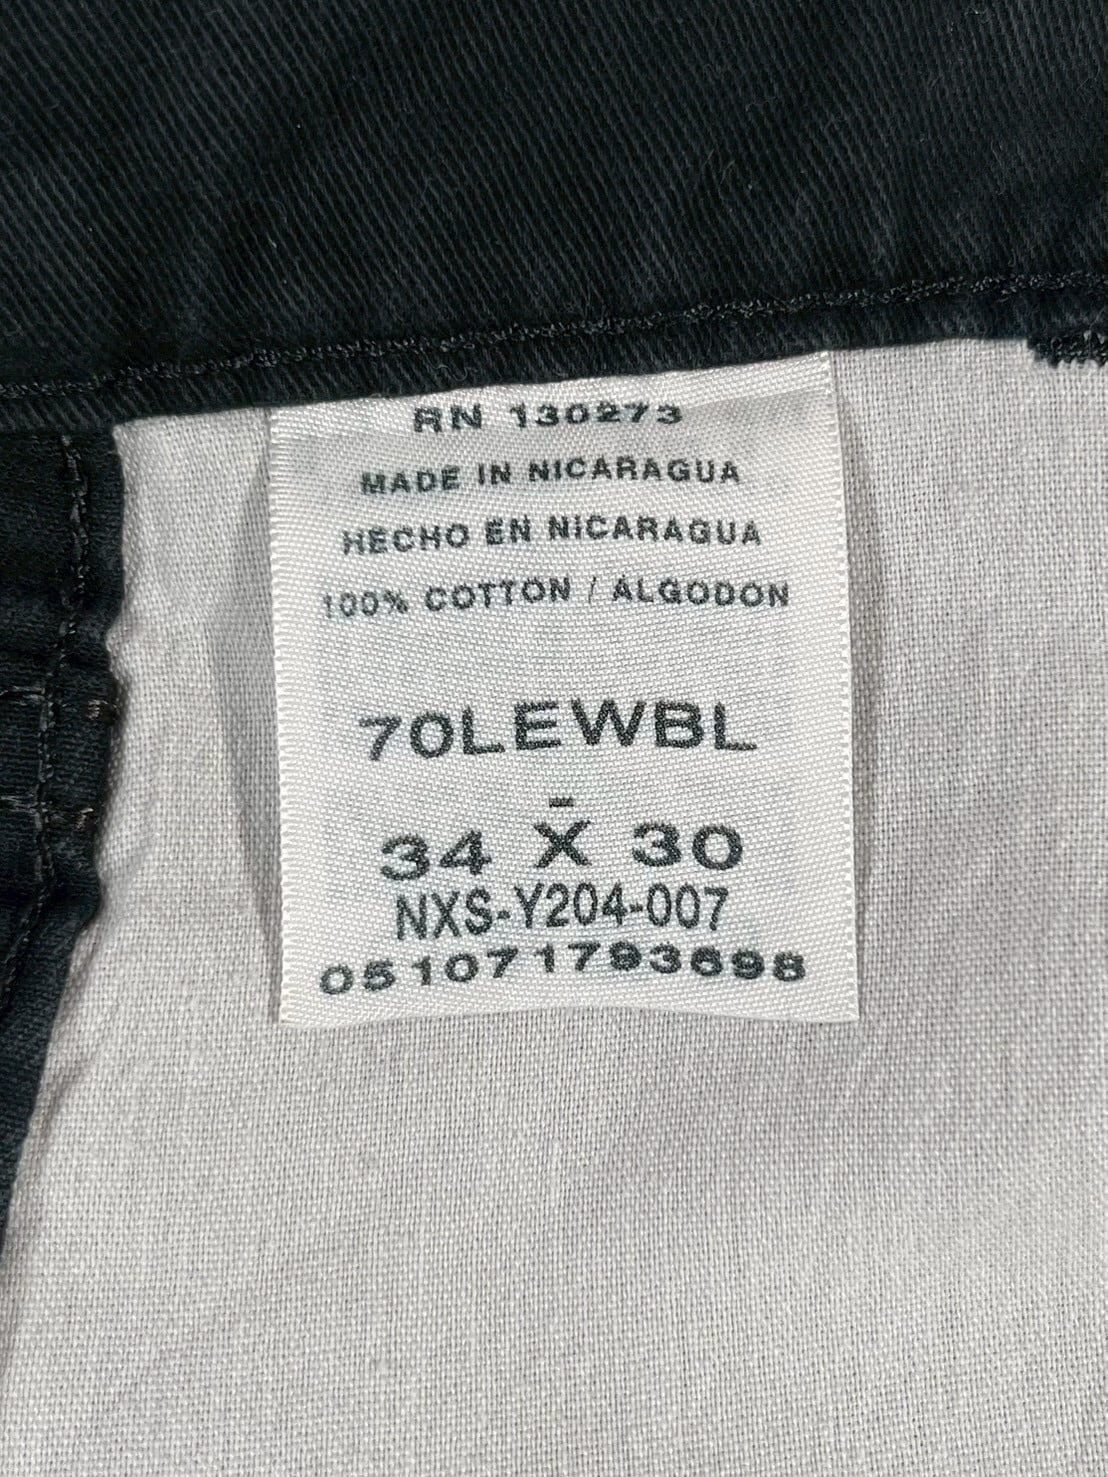 RN 130273
MADE IN NICARAGUA
HECHO EN NICARAGUA
100% COTTON / ALGODON
70LEWBL
-
34 X 30
NXS-Y204-007
051071793698